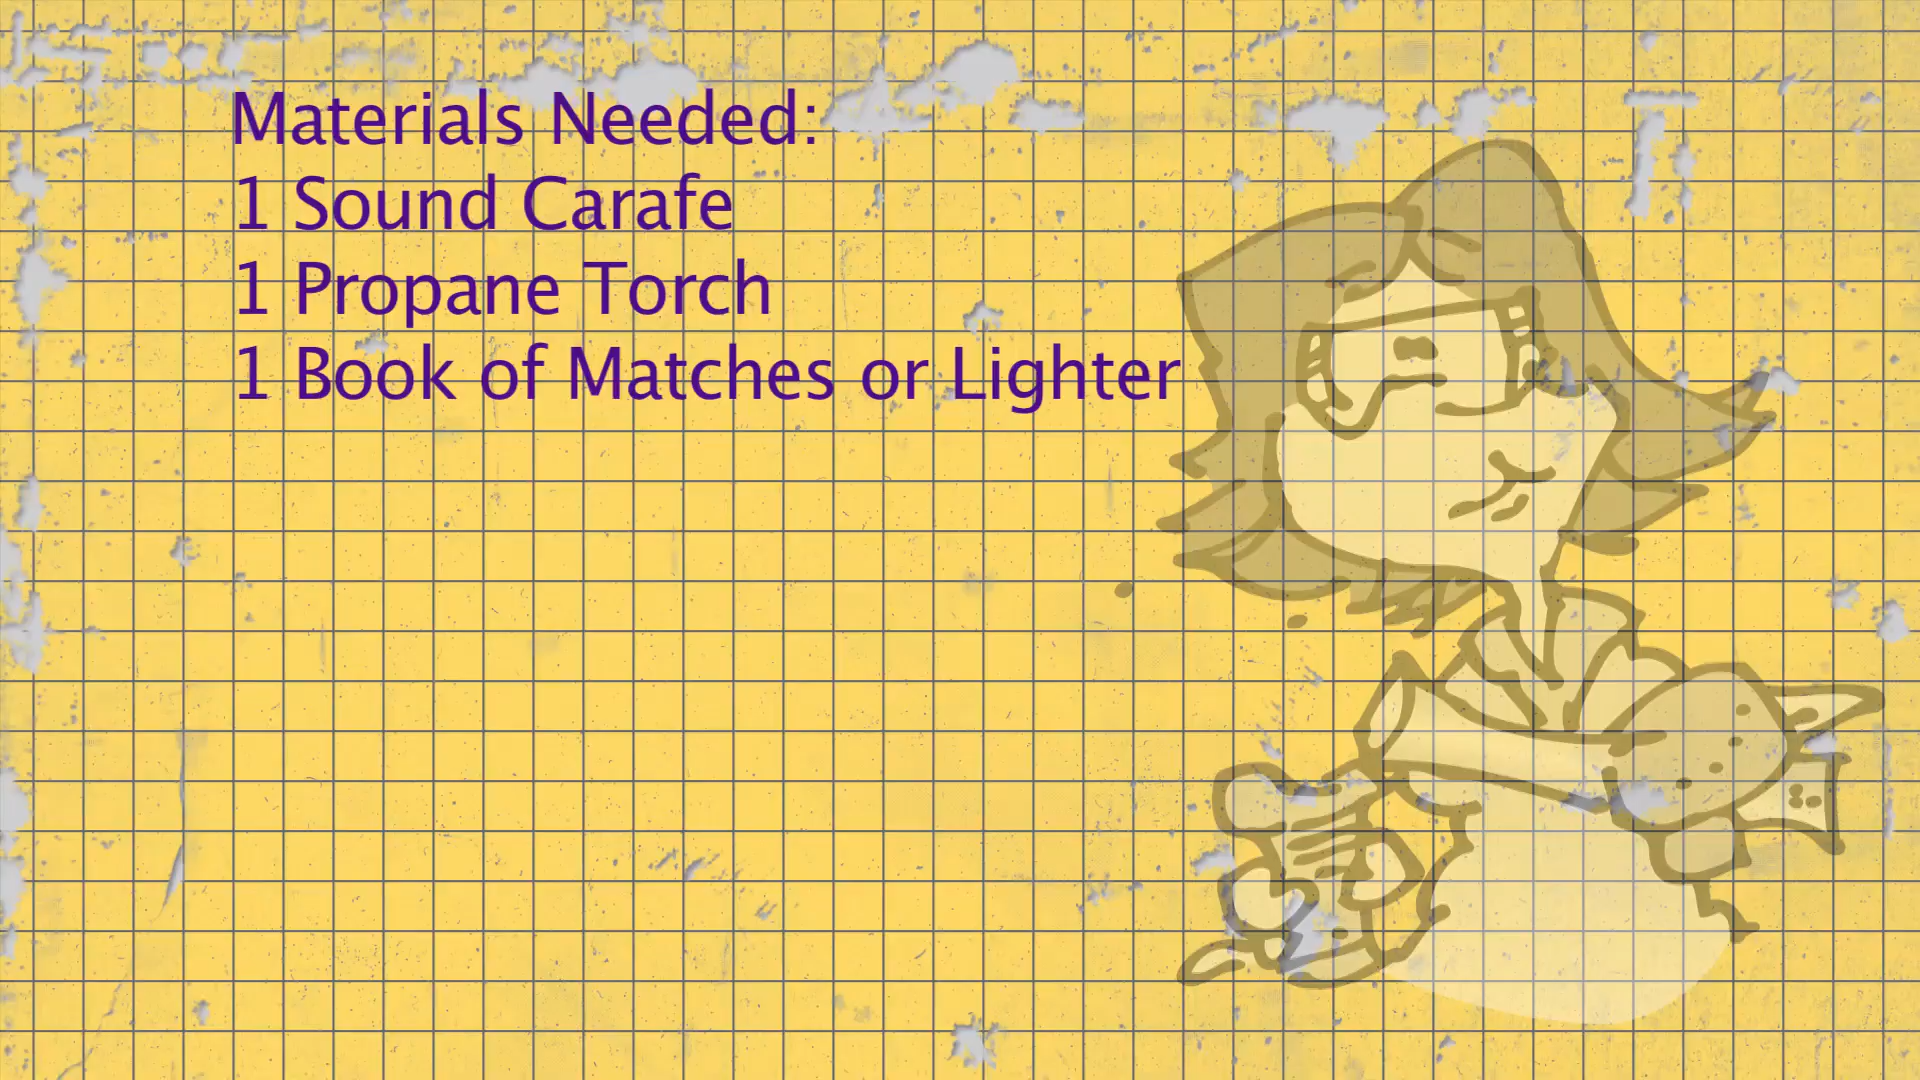 Materials Needed:
1 Sound Carafe
1 Propane Torch
1 Book of Matches or Lighter